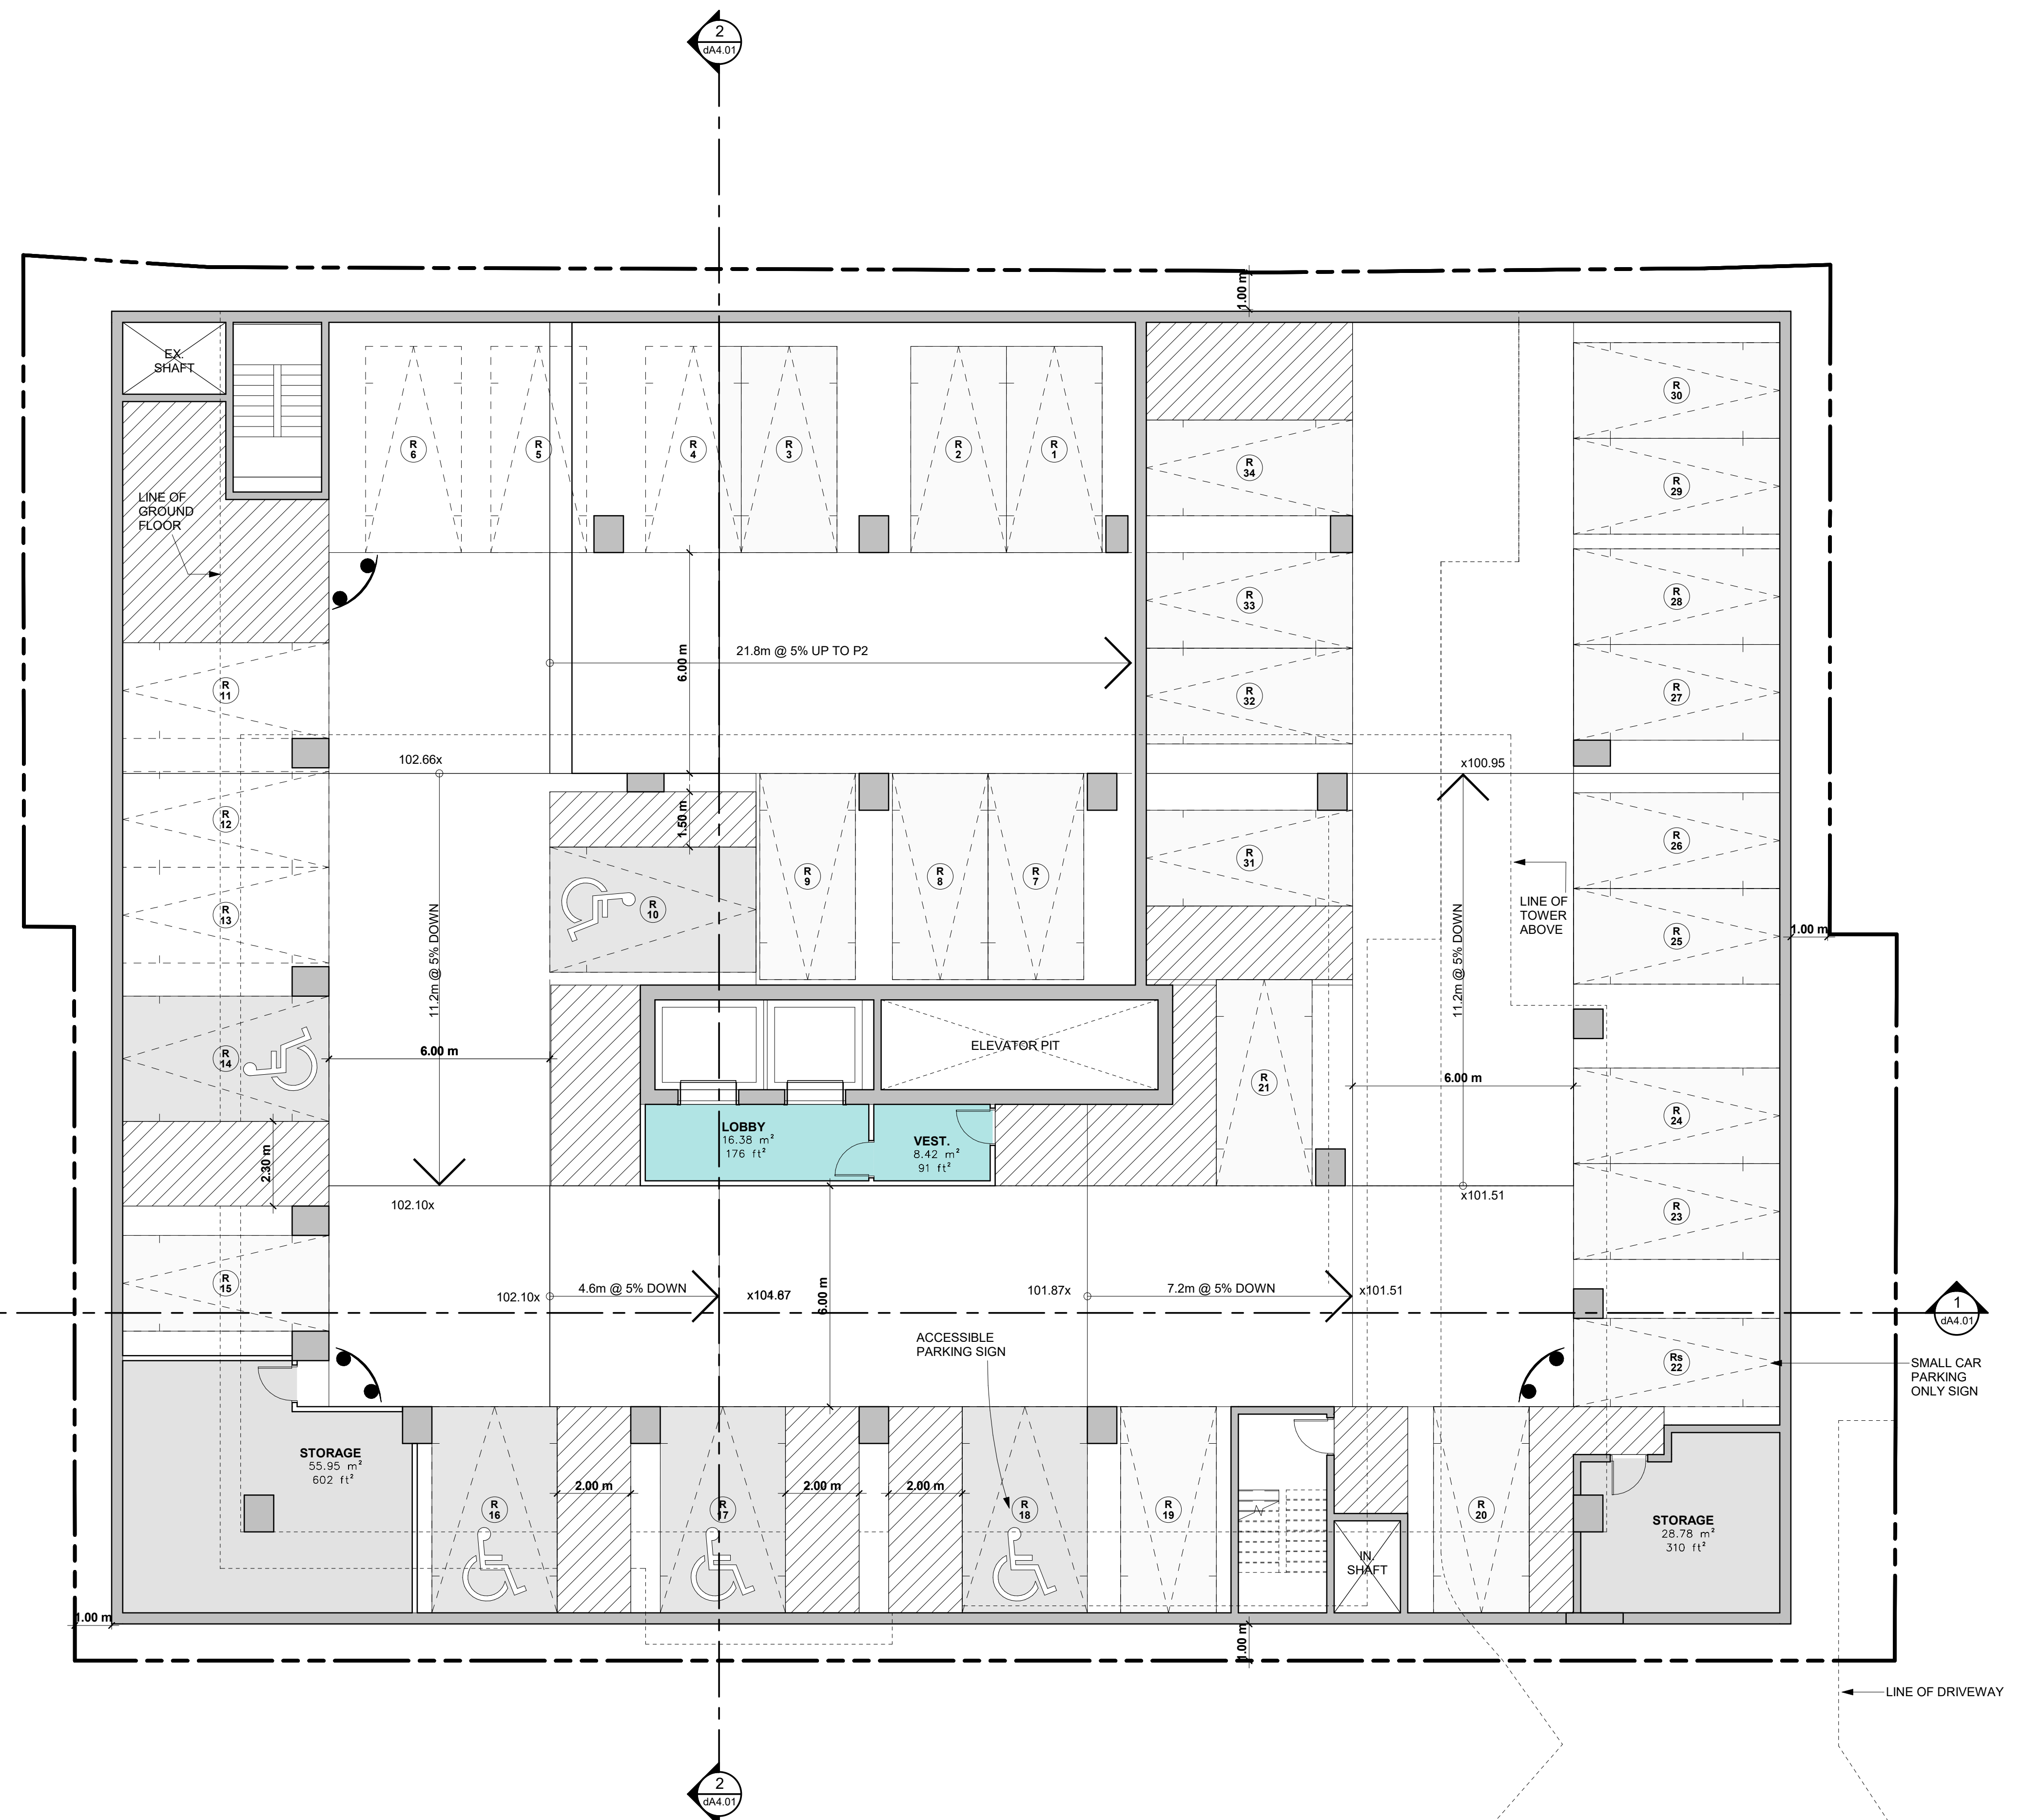 2
dA4.01
1.00 m
EX.
SHAFT
R
30
R
6
R
5
R
4
R
3
R
2
R
1
R
34
R
29
LINE OF
GROUND
FLOOR
R
33
R
28
21.8m @ 5% UP TO P2
6.00 m
R
11
R
32
R
27
102.66x
x100.95
R
12
1.50 m
R
9
R
8
R
7
R
31
R
26
R
13
R
10
LINE OF
TOWER
ABOVE
R
25
1.00 m
11.2m @ 5% DOWN
11.2m @ 5% DOWN
R
14
6.00 m
ELEVATOR PIT
R
21
6.00 m
R
24
LOBBY
16.38 m²
176 ft²
VEST.
8.42 m²
91 ft²
2.30 m
102.10x
x101.51
R
23
R
15
102.10x
4.6m @ 5% DOWN
x104.67
6.00 m
101.87x
7.2m @ 5% DOWN
x101.51
1
dA4.01
ACCESSIBLE
PARKING SIGN
Rs
22
SMALL CAR
PARKING
ONLY SIGN
STORAGE
55.95 m²
602 ft²
2.00 m
2.00 m
2.00 m
R
16
R
17
R
18
R
19
R
20
STORAGE
28.78 m²
310 ft²
IN.
SHAFT
1.00 m
1.00 m
LINE OF DRIVEWAY
2
dA4.01